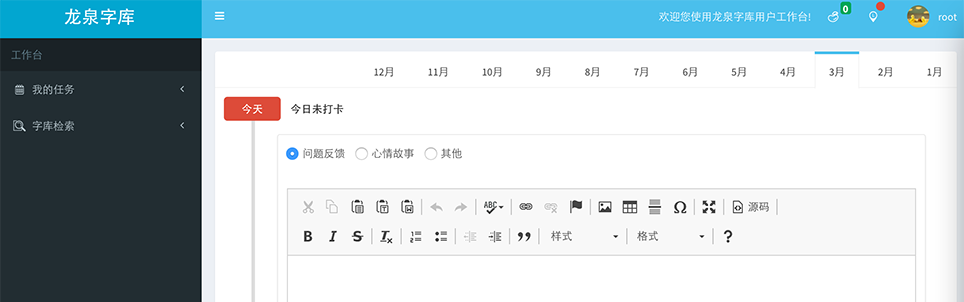 龙泉字库
欢迎您使用龙泉字库用户工作台!
0
root
工作台
我的任务
字库检索
12月 11月 10月 9月 8月 7月 6月 5月 4月 3月 2月 1月
今天 今日未打卡
问题反馈 心情故事 其他
ABC 源码
B I S Ix 样式 格式 ?